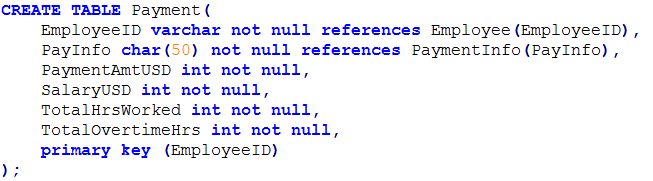 CREATE TABLE Payment(
    EmployeeID varchar not null references Employee(EmployeeID),
    PayInfo char(50) not null references PaymentInfo(PayInfo),
    PaymentAmtUSD int not null,
    SalaryUSD int not null,
    TotalHrsWorked int not null,
    TotalOvertimeHrs int not null,
    primary key (EmployeeID)
);